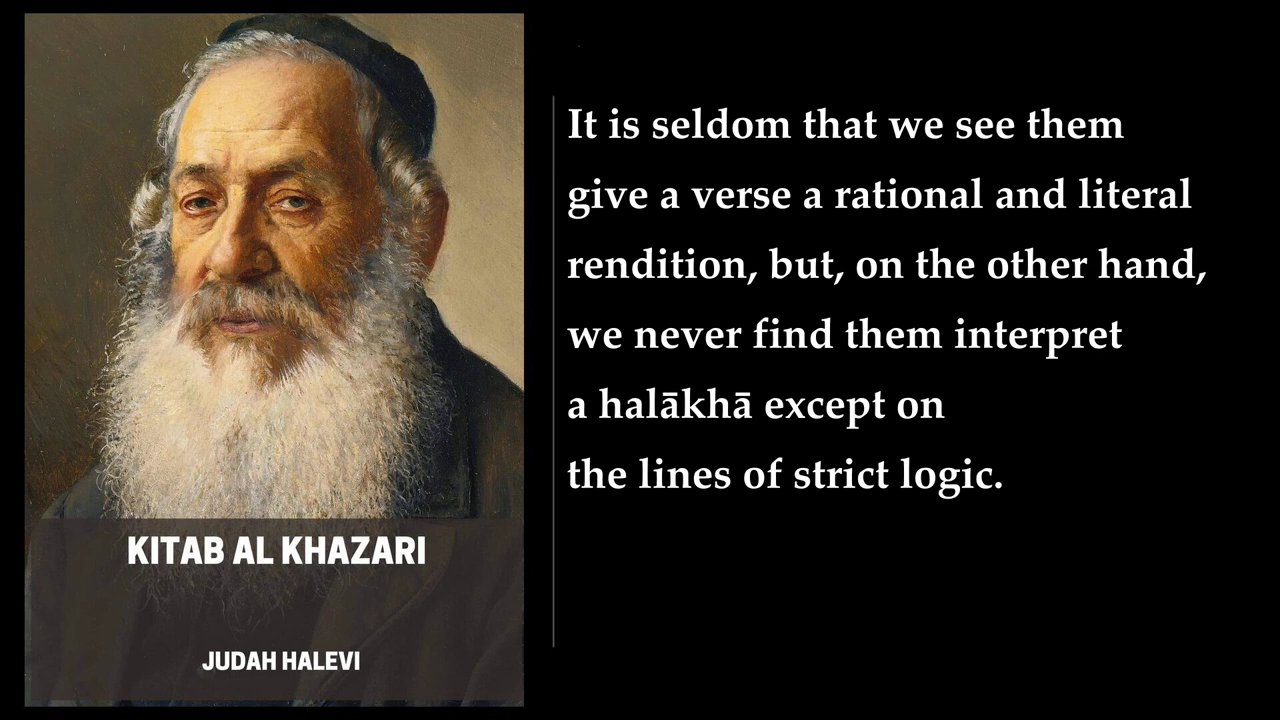 It is seldom that we see them
give a verse a rational and literal
rendition, but, on the other hand,
we never find them interpret
a halākhā except on
the lines of strict logic.
KITAB AL KHAZARI
JUDAH HALEVI